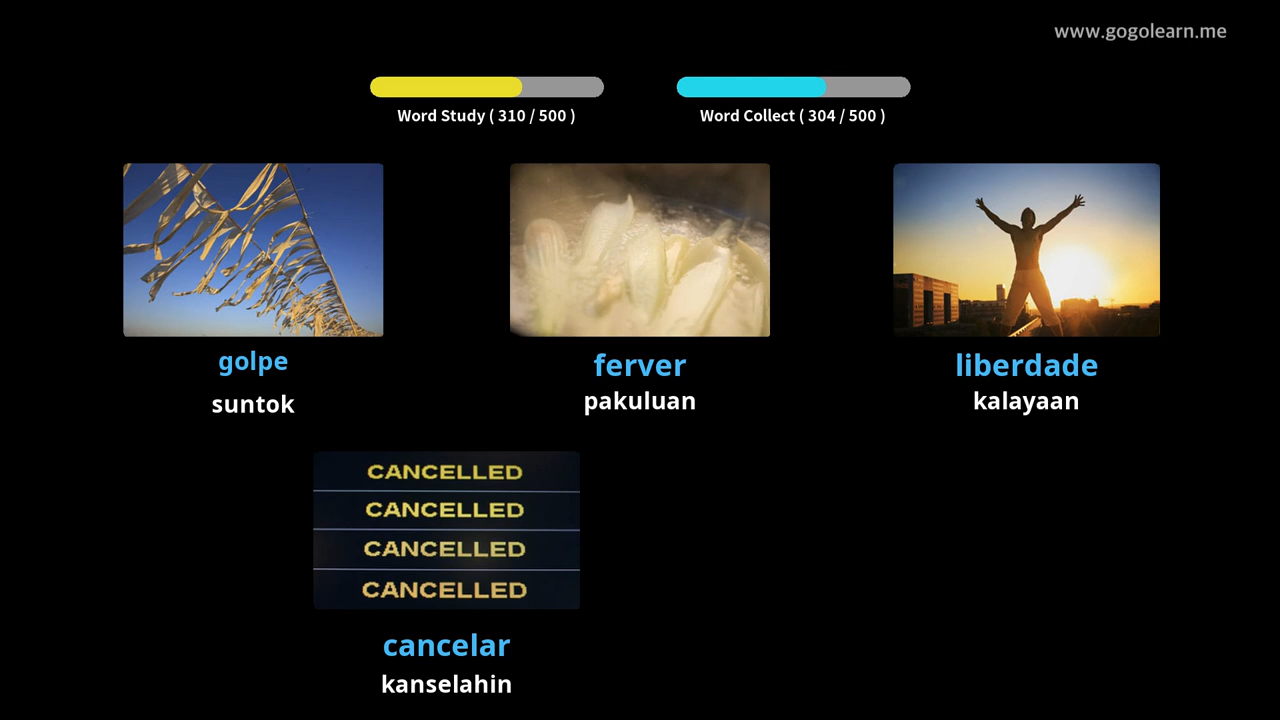 www.gogolearn.me
Word Study ( 310 / 500 )
Word Collect ( 304 / 500 )
golpe
suntok
ferver
pakuluan
liberdade
kalayaan
CANCELLED
CANCELLED
CANCELLED
CANCELLED
cancelar
kanselahin